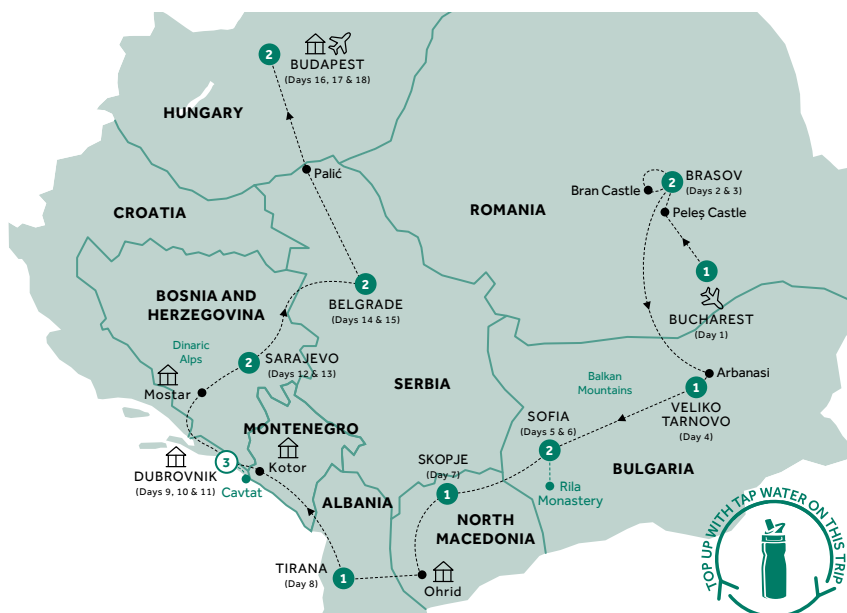 2
BUDAPEST
(Days 16, 17 & 18)
HUNGARY
Palić
CROATIA
ROMANIA
Bran Castle
2
BRASOV
(Days 2 & 3)
Peleş Castle
1
BUCHAREST
(Day 1)
BOSNIA AND
HERZEGOVINA
2
BELGRADE
(Days 14 & 15)
Dinaric
Alps
2
SARAJEVO
(Days 12 & 13)
Mostar
SERBIA
Arbanasi
Balkan
Mountains
1
VELIKO
TARNOVO
(Day 4)
SOFIA
(Days 5 & 6)
2
BULGARIA
MONTENEGRO
Kotor
3
DUBROVNIK
(Days 9, 10 & 11)
Cavtat
SKOPJE
(Day 7)
1
Rila
Monastery
ALBANIA
NORTH
MACEDONIA
TIRANA
(Day 8)
1
Ohrid
TOP UP WITH TAP WATER ON THIS TRIP